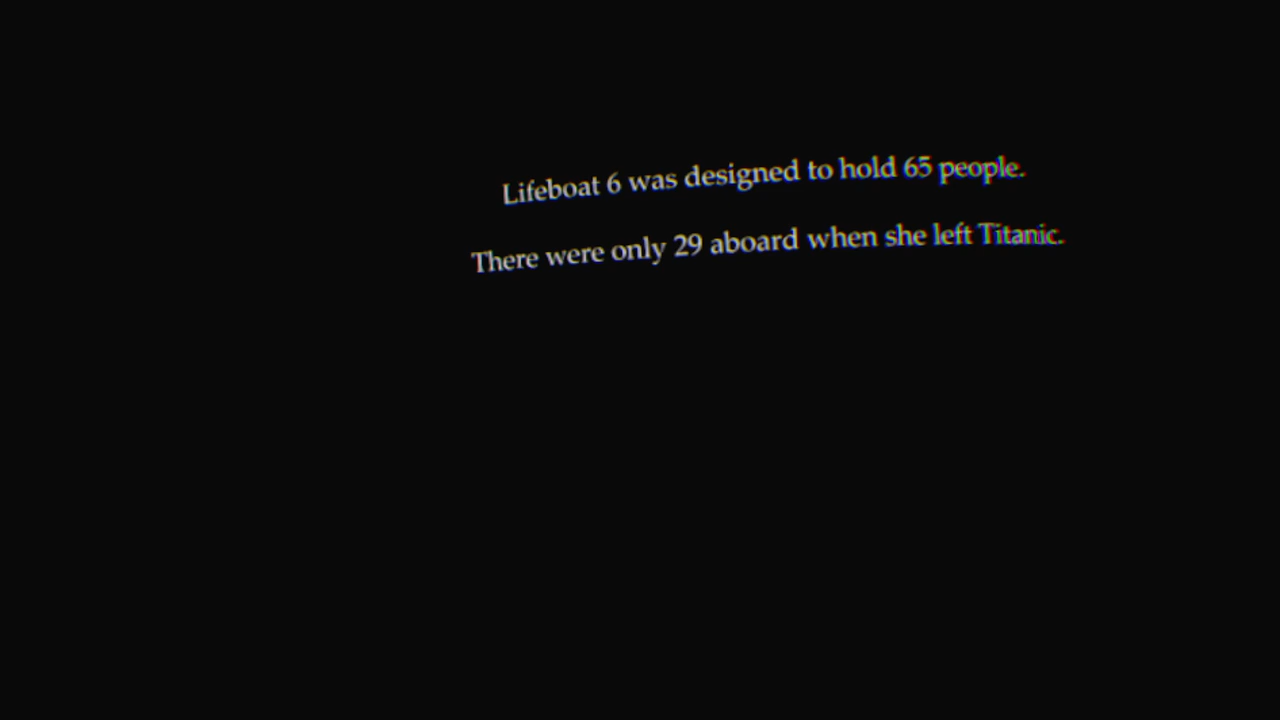 Lifeboat 6 was designed to hold 65 people.
There were only 29 aboard when she left Titanic.